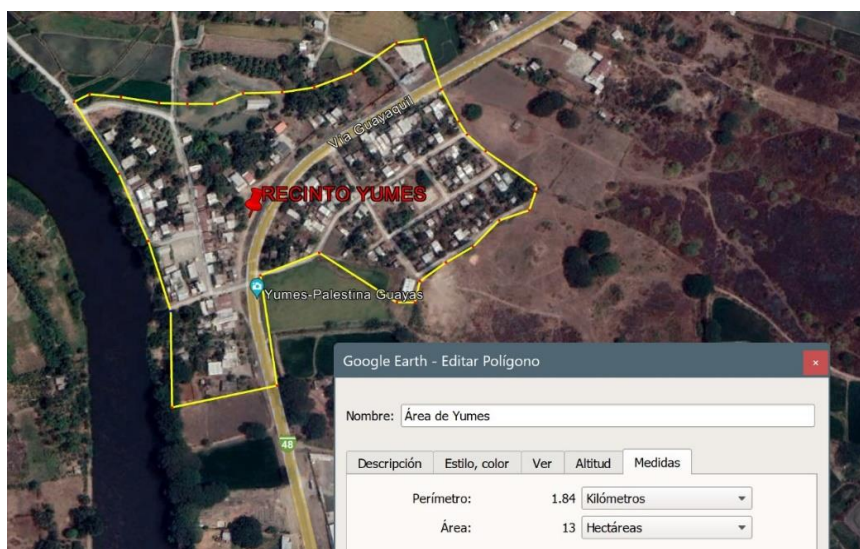 Vía Guayaquil
RECINTO YUMES
Yumes-Palestina Guayas
48
Google Earth - Editar Polígono
×
Nombre: Área de Yumes
Descripción Estilo, color Ver Altitud Medidas
Perímetro: 1.84 Kilómetros
Área: 13 Hectáreas